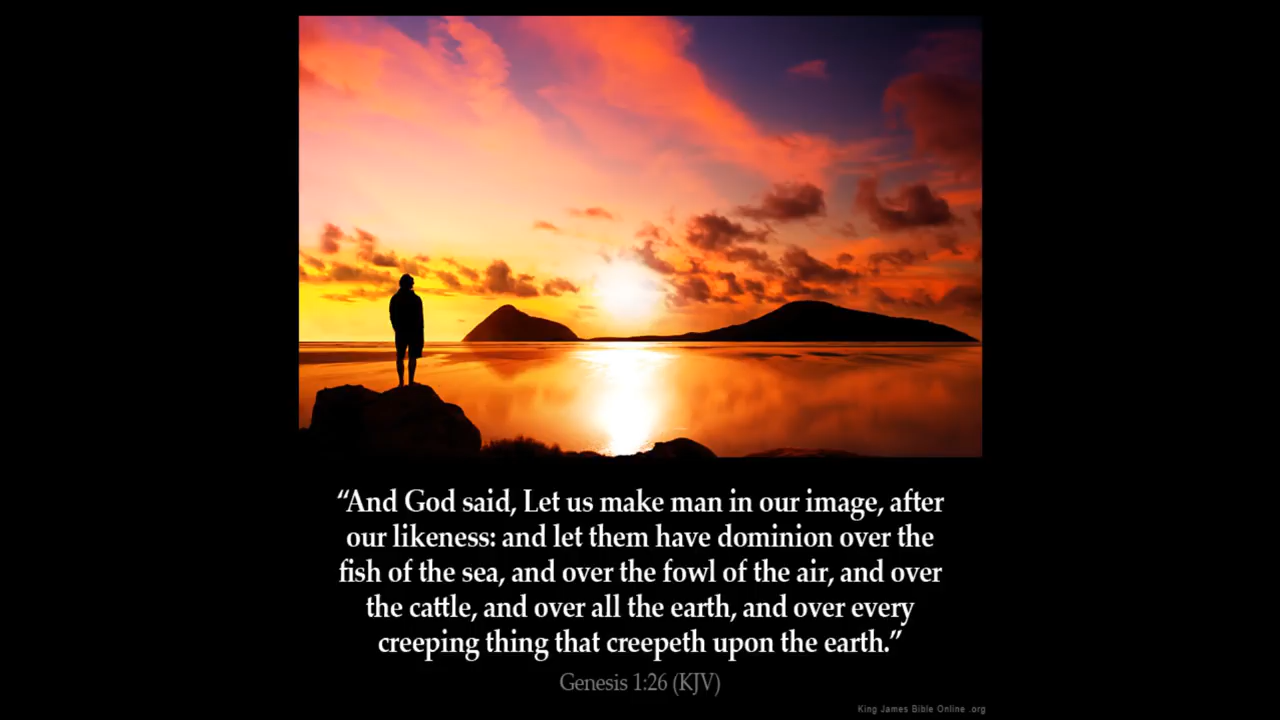 “And God said, Let us make man in our image, after
our likeness: and let them have dominion over the
fish of the sea, and over the fowl of the air, and over
the cattle, and over all the earth, and over every
creeping thing that creepeth upon the earth.”
Genesis 1:26 (KJV)
King James Bible Online .org